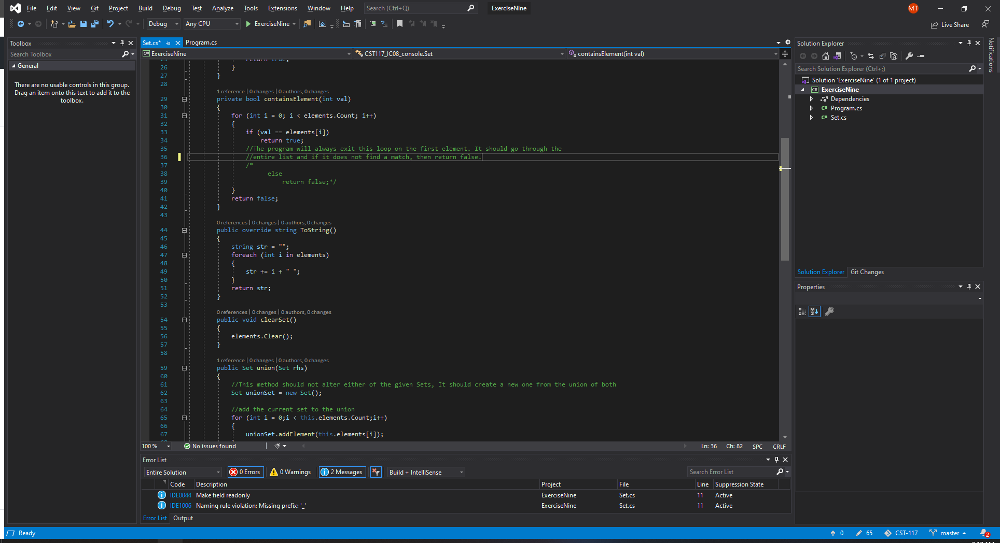 File Edit View Git Project Build Debug Test Analyze Tools Extensions Window Help Search (Ctrl+Q) ExerciseNine MT
Debug Any CPU ExerciseNine Live Share
Toolbox
Search Toolbox
General
There are no usable controls in this group.
Drag an item onto this text to add it to the
toolbox.
Set.cs* Program.cs
C# ExerciseNine CST117_IC08_console.Set containsElement(int val)
25 return true;
26 }
27 }
28
1 reference | 0 changes | 0 authors, 0 changes
29 private bool containsElement(int val)
30 {
31 for (int i = 0; i < elements.Count; i++)
32 {
33 if (val == elements[i])
34 return true;
35 //The program will always exit this loop on the first element. It should go through the
36 //entire list and if it does not find a match, then return false.
37 /*
38 else
39 return false;*/
40 }
41 return false;
42 }
43
0 references | 0 changes | 0 authors, 0 changes
44 public override string ToString()
45 {
46 string str = "";
47 foreach (int i in elements)
48 {
49 str += i + " ";
50 }
51 return str;
52 }
53
0 references | 0 changes | 0 authors, 0 changes
54 public void clearSet()
55 {
56 elements.Clear();
57 }
58
1 reference | 0 changes | 0 authors, 0 changes
59 public Set union(Set rhs)
60 {
61 //This method should not alter either of the given Sets, It should create a new one from the union of both
62 Set unionSet = new Set();
63
64 //add the current set to the union
65 for (int i = 0;i < this.elements.Count;i++)
66 {
67 unionSet.addElement(this.elements[i]);
100 % No issues found Ln: 36 Ch: 82 SPC CRLF
Error List
Entire Solution 0 Errors 0 Warnings 2 Messages Build + IntelliSense Search Error List
Code Description Project File Line Suppression State
IDE0044 Make field readonly ExerciseNine Set.cs 11 Active
IDE1006 Naming rule violation: Missing prefix: '_' ExerciseNine Set.cs 11 Active
Error List Output
Solution Explorer
Search Solution Explorer (Ctrl+;)
Solution 'ExerciseNine' (1 of 1 project)
C# ExerciseNine
Dependencies
C# Program.cs
C# Set.cs
Solution Explorer Git Changes
Properties
Notifications
Ready 0 65 CST-117 master 2